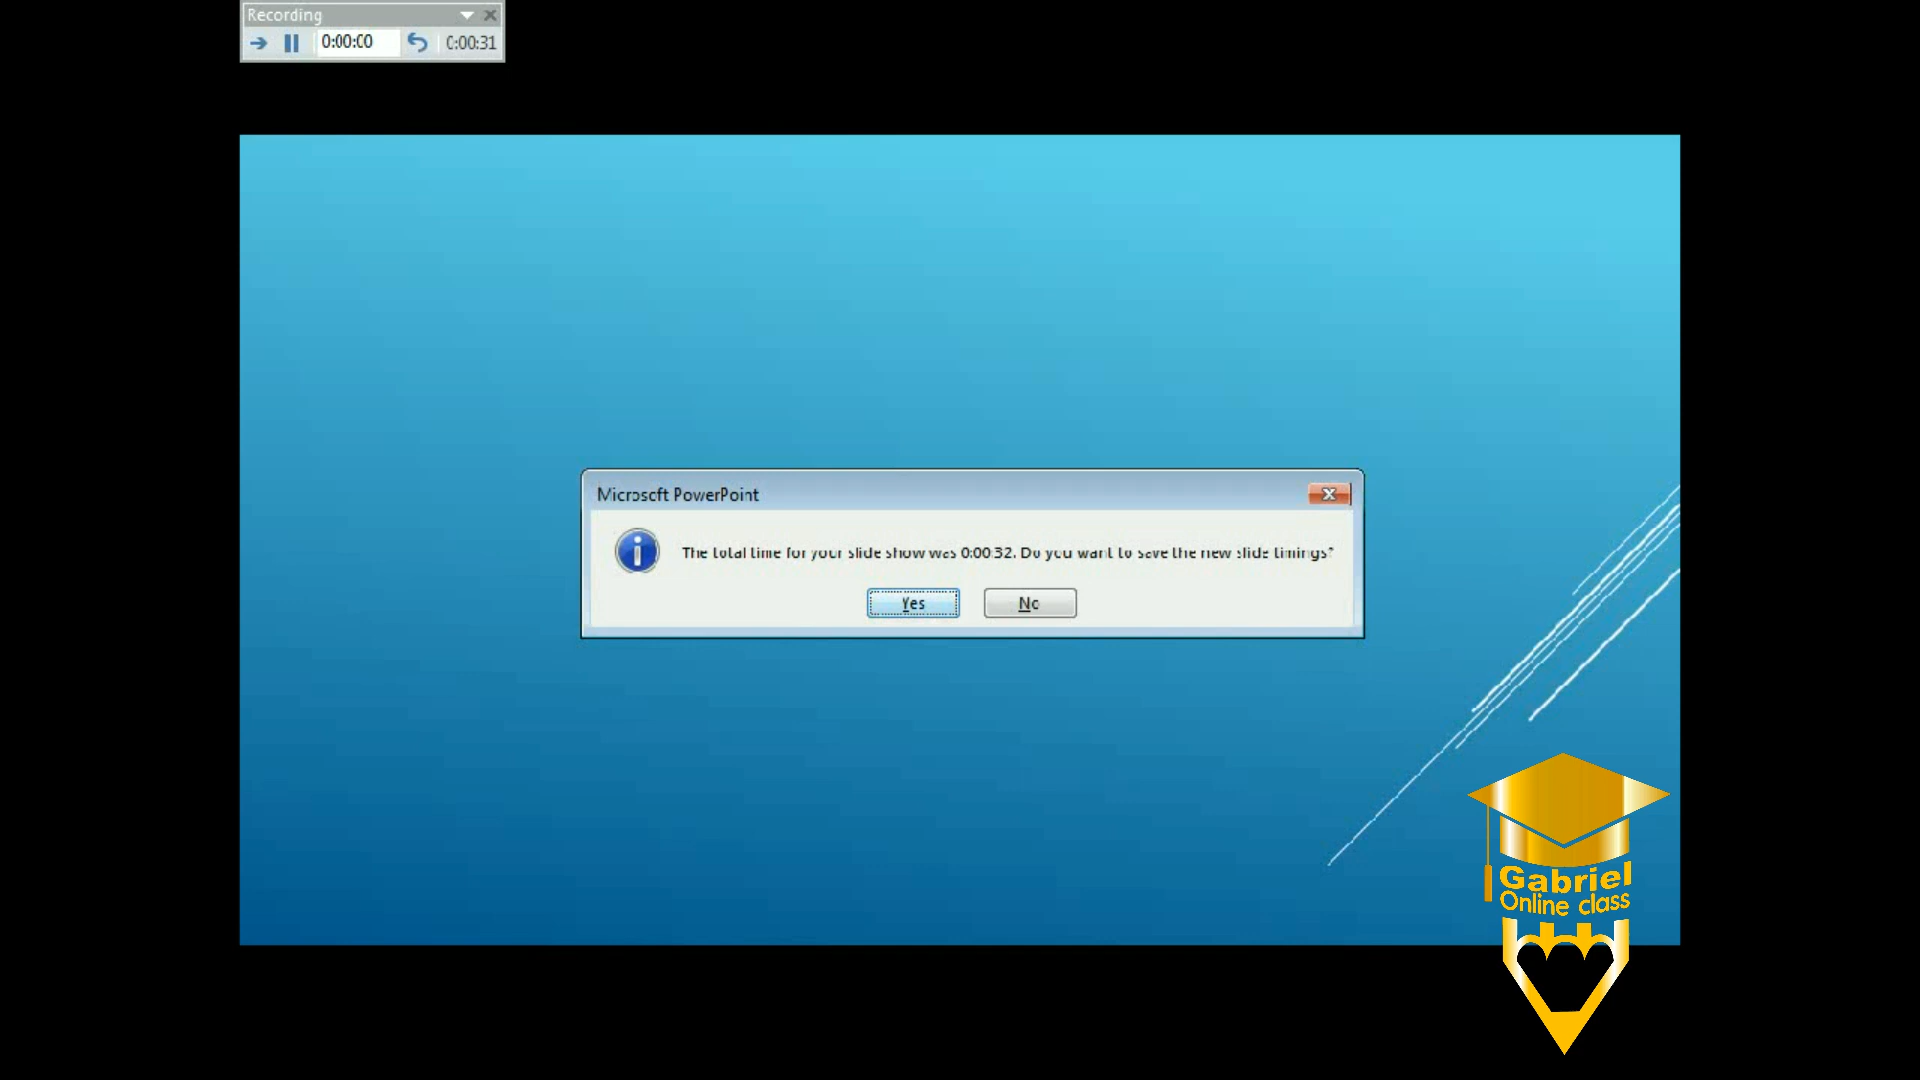 Recording
0:00:00 0:00:31
Microsoft PowerPoint
The total time for your slide show was 0:00:32. Do you want to save the new slide timings?
Yes No
Gabriel
Online class